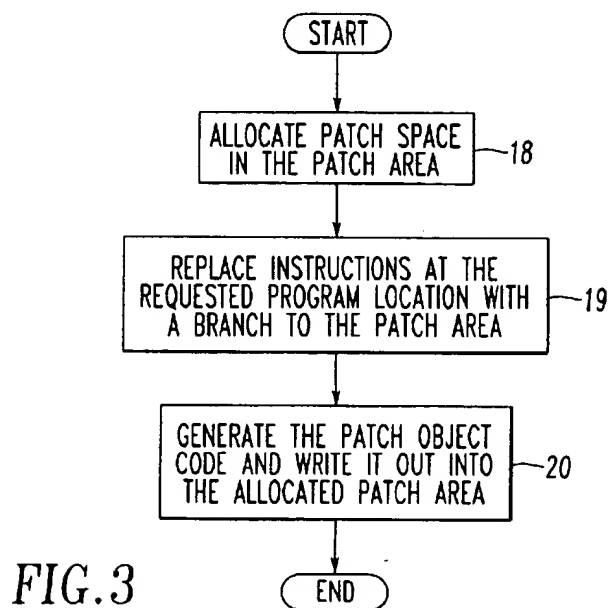 START
ALLOCATE PATCH SPACE
IN THE PATCH AREA
18
REPLACE INSTRUCTIONS AT THE
REQUESTED PROGRAM LOCATION WITH
A BRANCH TO THE PATCH AREA
19
GENERATE THE PATCH OBJECT
CODE AND WRITE IT OUT INTO
THE ALLOCATED PATCH AREA
20
END
FIG.3